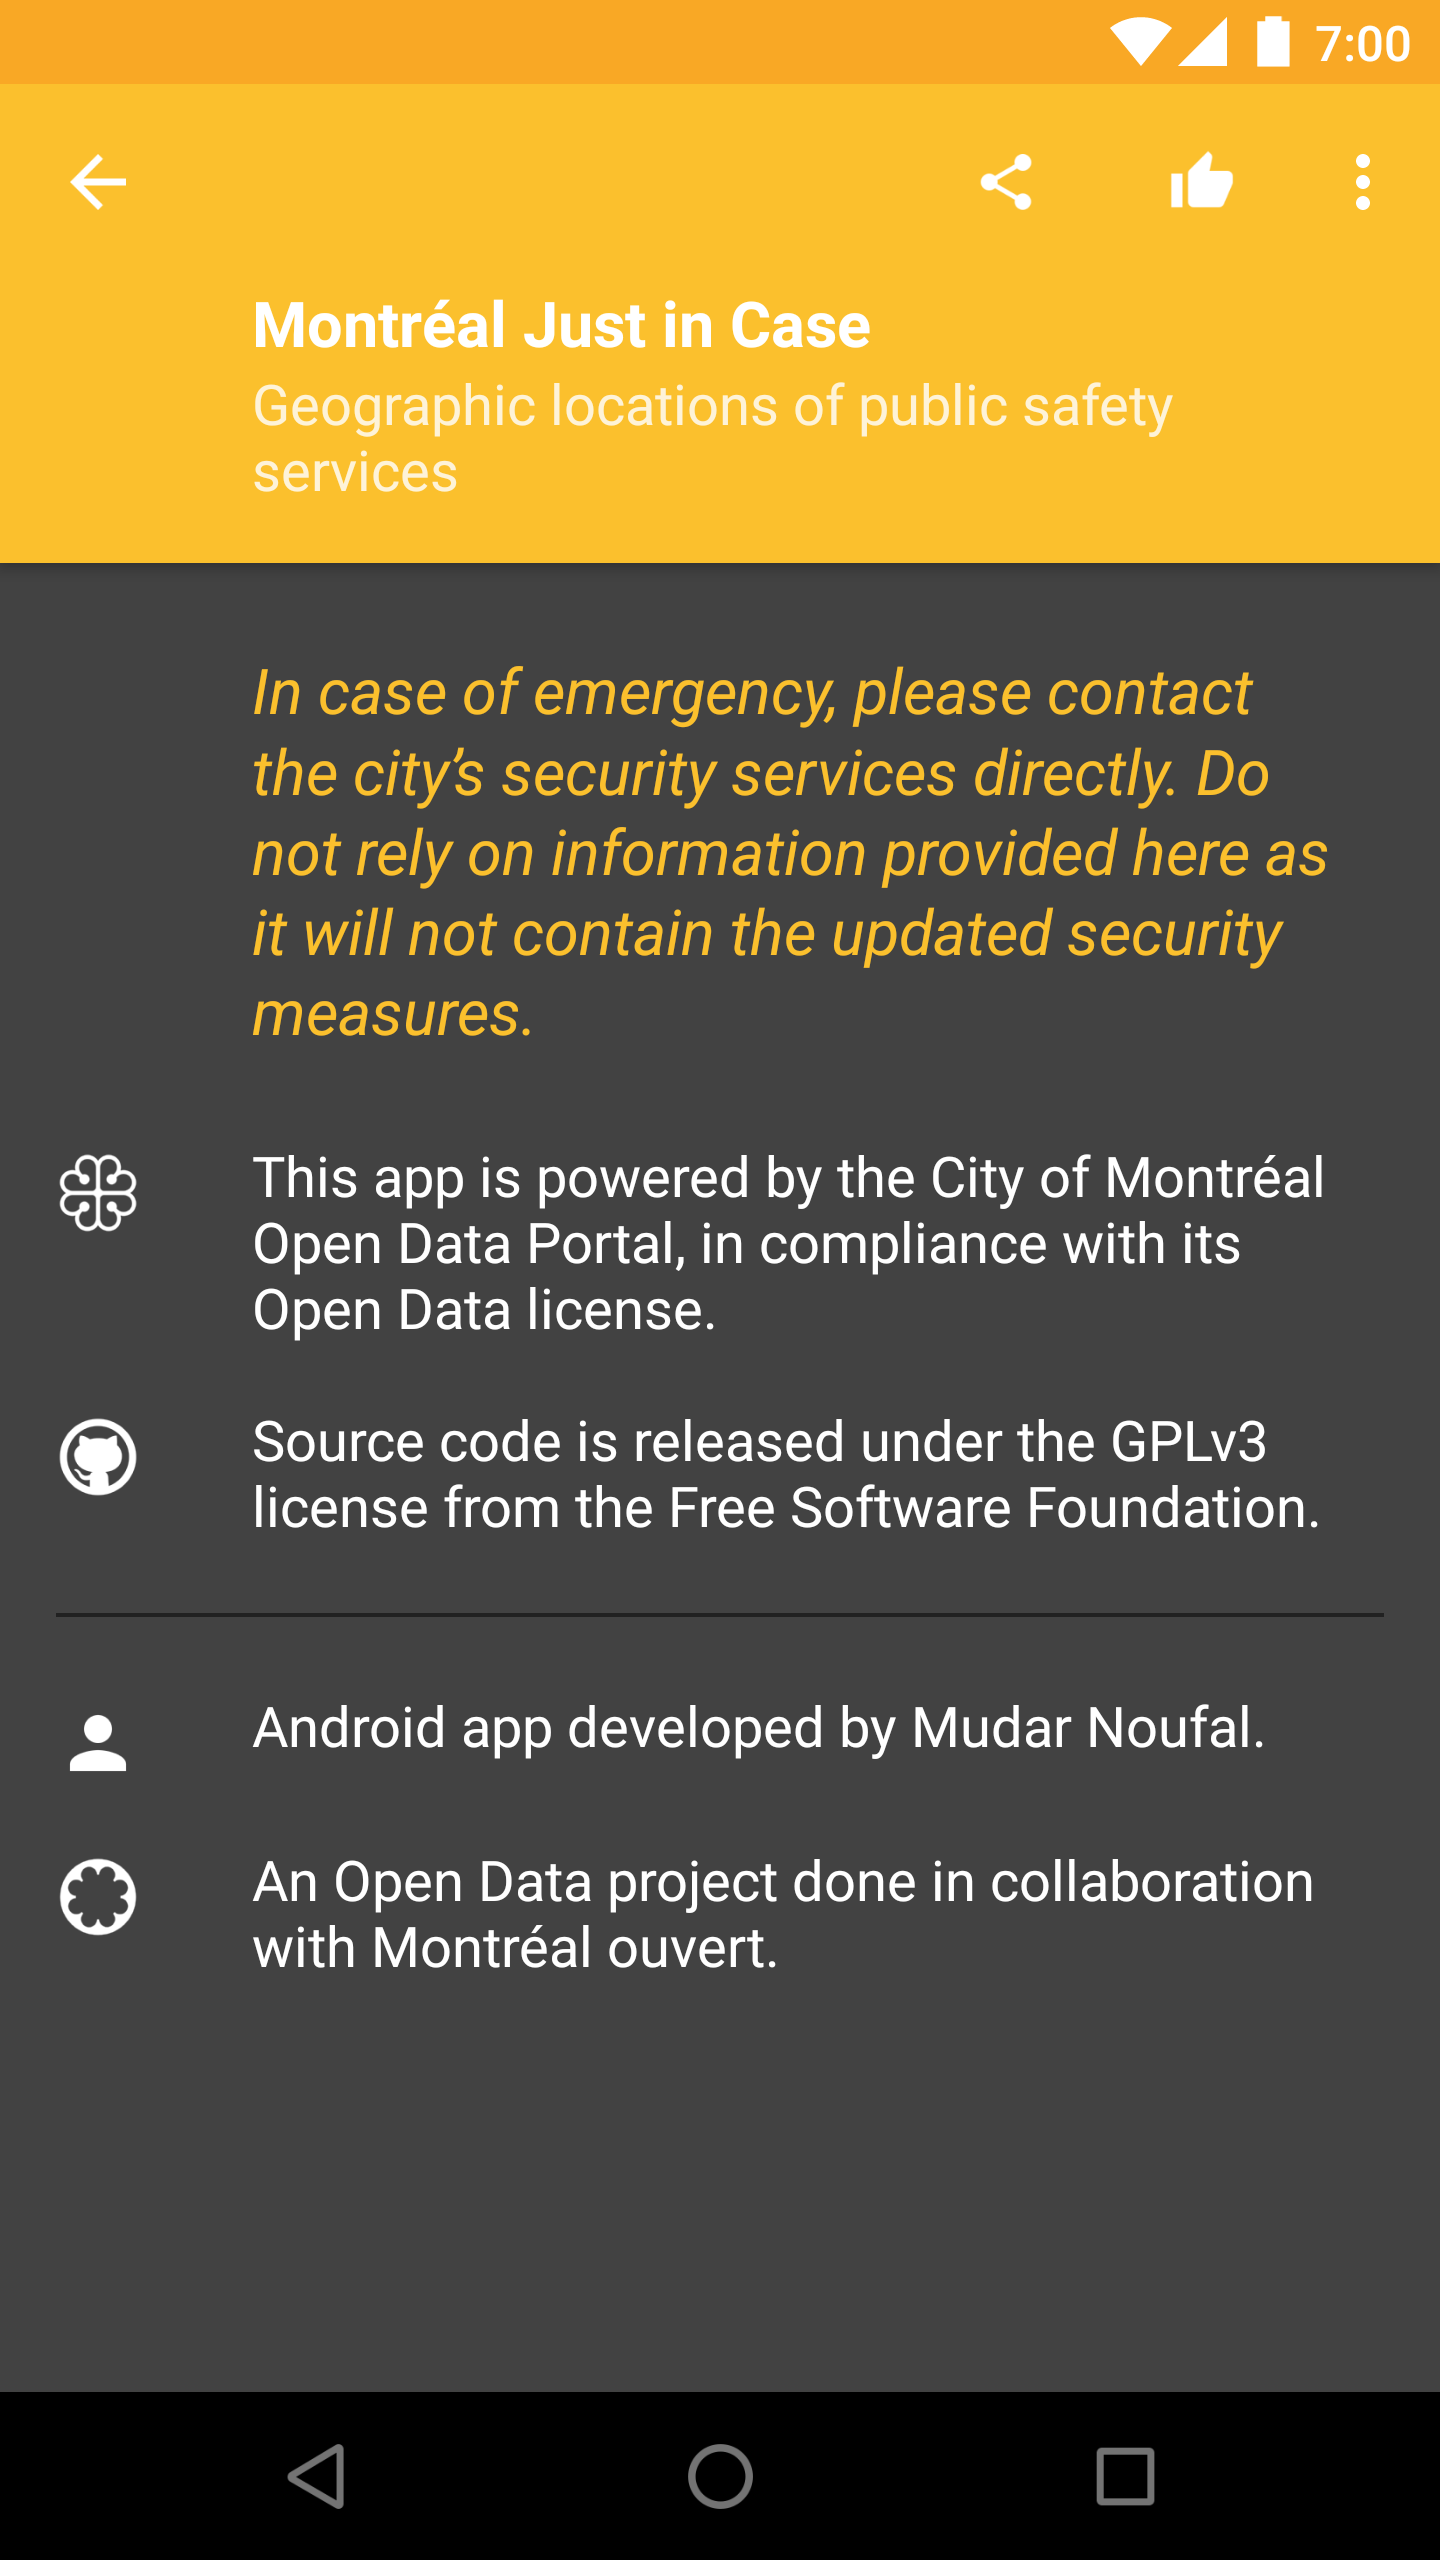 7:00
Montréal Just in Case
Geographic locations of public safety
services
In case of emergency, please contact
the city’s security services directly. Do
not rely on information provided here as
it will not contain the updated security
measures.
This app is powered by the City of Montréal
Open Data Portal, in compliance with its
Open Data license.
Source code is released under the GPLv3
license from the Free Software Foundation.
Android app developed by Mudar Noufal.
An Open Data project done in collaboration
with Montréal ouvert.